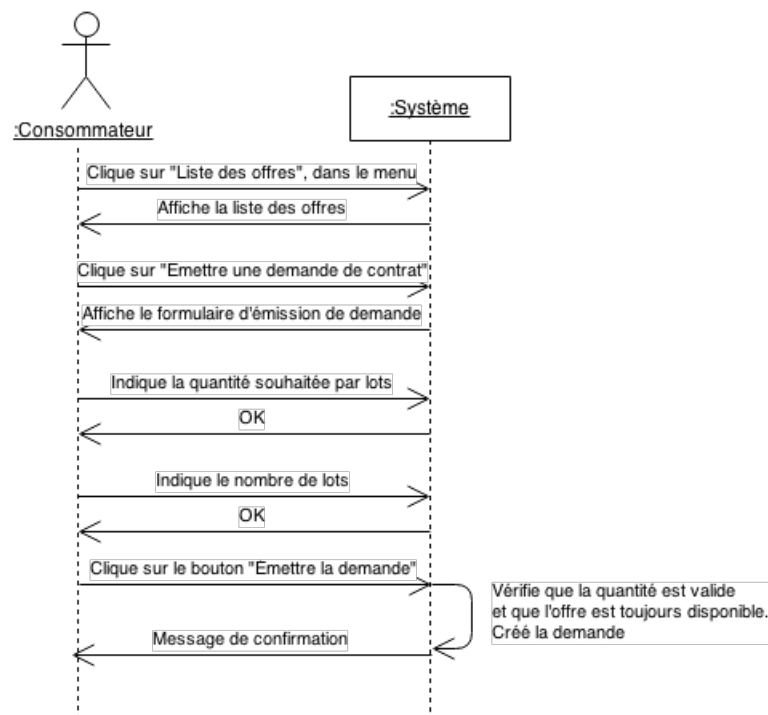 :Consommateur
:Système
Clique sur "Liste des offres", dans le menu
Affiche la liste des offres
Clique sur "Emettre une demande de contrat"
Affiche le formulaire d'émission de demande
Indique la quantité souhaitée par lots
OK
Indique le nombre de lots
OK
Clique sur le bouton "Emettre la demande"
Vérifie que la quantité est valide
et que l'offre est toujours disponible.
Créé la demande
Message de confirmation